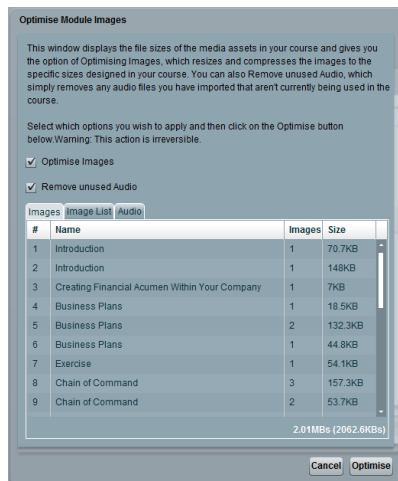 Optimise Module Images
This window displays the file sizes of the media assets in your course and gives you
the option of Optimising Images, which resizes and compresses the images to the
specific sizes designed in your course. You can also Remove unused Audio, which
simply removes any audio files you have imported that aren't currently being used in the
course.
Select which options you wish to apply and then click on the Optimise button
below.Warning: This action is irreversible.
Optimise Images
Remove unused Audio
Images Image List Audio
# Name Images Size
1 Introduction 1 70.7KB
2 Introduction 1 148KB
3 Creating Financial Acumen Within Your Company 1 7KB
4 Business Plans 1 18.5KB
5 Business Plans 2 132.3KB
6 Business Plans 1 44.8KB
7 Exercise 1 54.1KB
8 Chain of Command 3 157.3KB
9 Chain of Command 2 53.7KB
2.01MBs (2062.6KBs)
Cancel Optimise